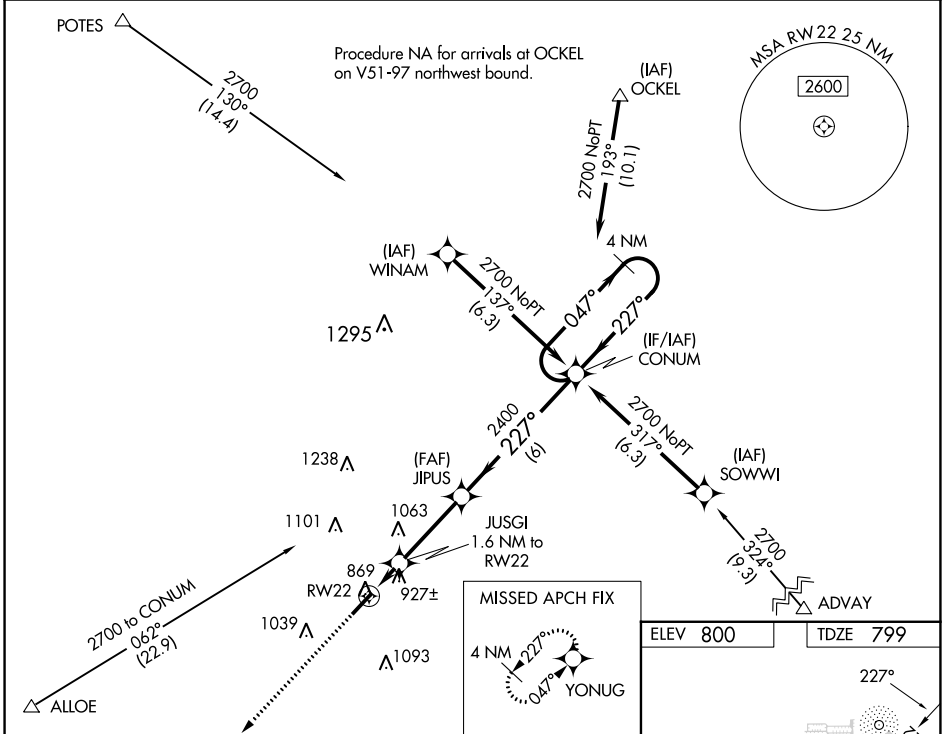 POTES
2700
130°
(14.4)
Procedure NA for arrivals at OCKEL
on V51-97 northwest bound.
(IAF)
OCKEL
2700 NoPT
193°
(10.1)
MSA RW 22 25 NM
2600
(IAF)
WINAM
2700 NoPT
137°
(6.3)
4 NM
047°
227°
(IF/IAF)
CONUM
1295
2400
227°
(6)
2700 NoPT
317°
(6.3)
(IAF)
SOWWI
1238
(FAF)
JIPUS
1101
1063
JUSGI
1.6 NM to
RW22
2700
324°
(9.3)
ADVAY
869
RW22
927±
2700 to CONUM
062°
(22.9)
1039
1093
ALLOE
MISSED APCH FIX
4 NM
227°
047°
YONUG
ELEV 800
TDZE 799
227°